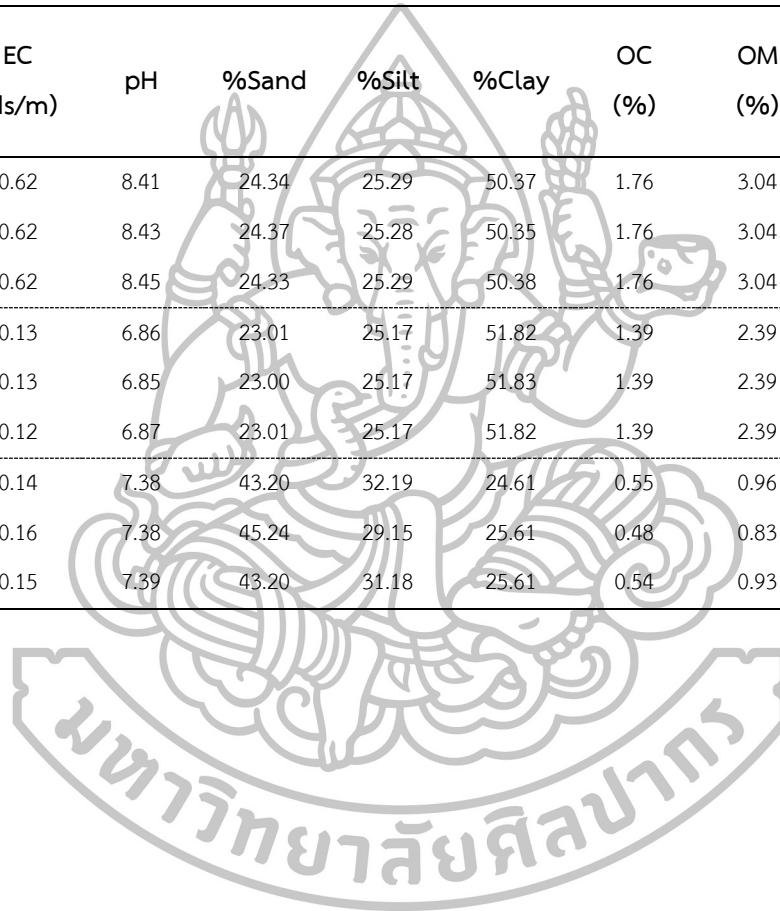 EC pH %Sand %Silt %Clay OC OM
ds/m) (%) (%)
0.62 8.41 24.34 25.29 50.37 1.76 3.04
0.62 8.43 24.37 25.28 50.35 1.76 3.04
0.62 8.45 24.33 25.29 50.38 1.76 3.04
0.13 6.86 23.01 25.17 51.82 1.39 2.39
0.13 6.85 23.00 25.17 51.83 1.39 2.39
0.12 6.87 23.01 25.17 51.82 1.39 2.39
0.14 7.38 43.20 32.19 24.61 0.55 0.96
0.16 7.38 45.24 29.15 25.61 0.48 0.83
0.15 7.39 43.20 31.18 25.61 0.54 0.93
มหาวิทยาลัยศิลปากร